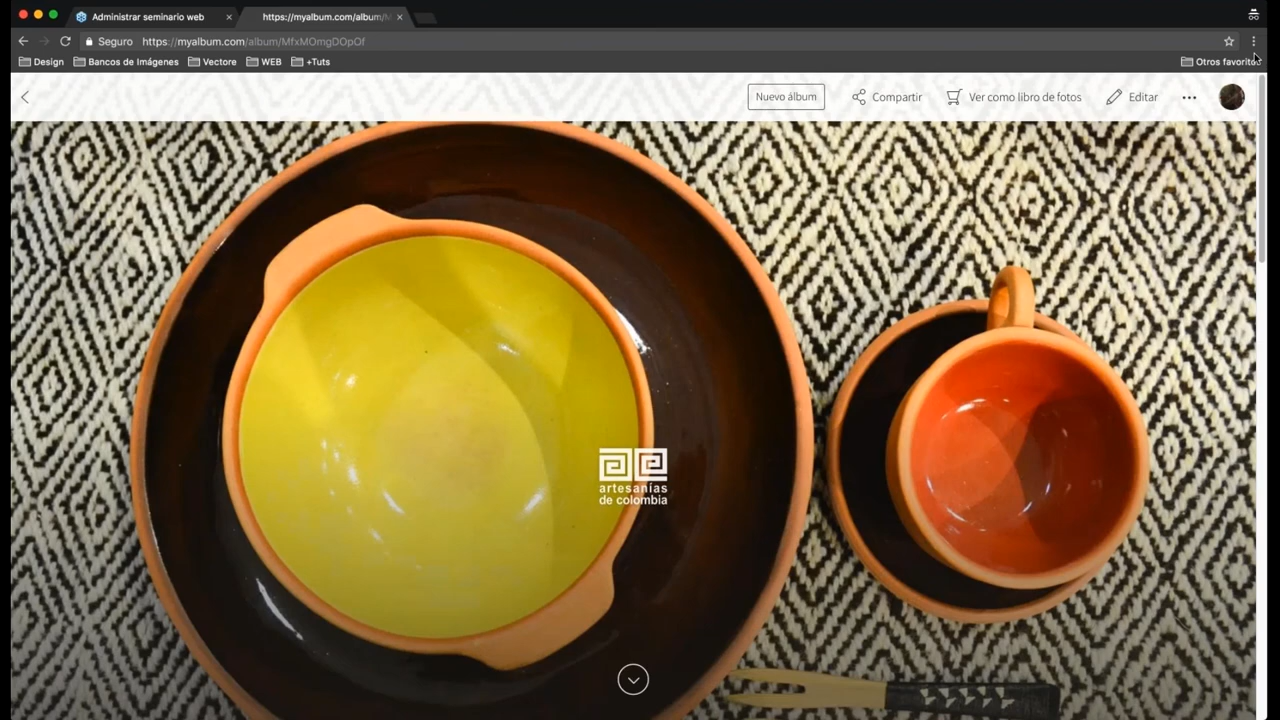 Administrar seminario web
https://myalbum.com/album/M
Seguro
https://myalbum.com/album/MfxMOmgDOpOf
Design
Bancos de Imágenes
Vectore
WEB
+Tuts
Otros favoritos
Nuevo álbum
Compartir
Ver como libro de fotos
Editar
artesanías
de colombia